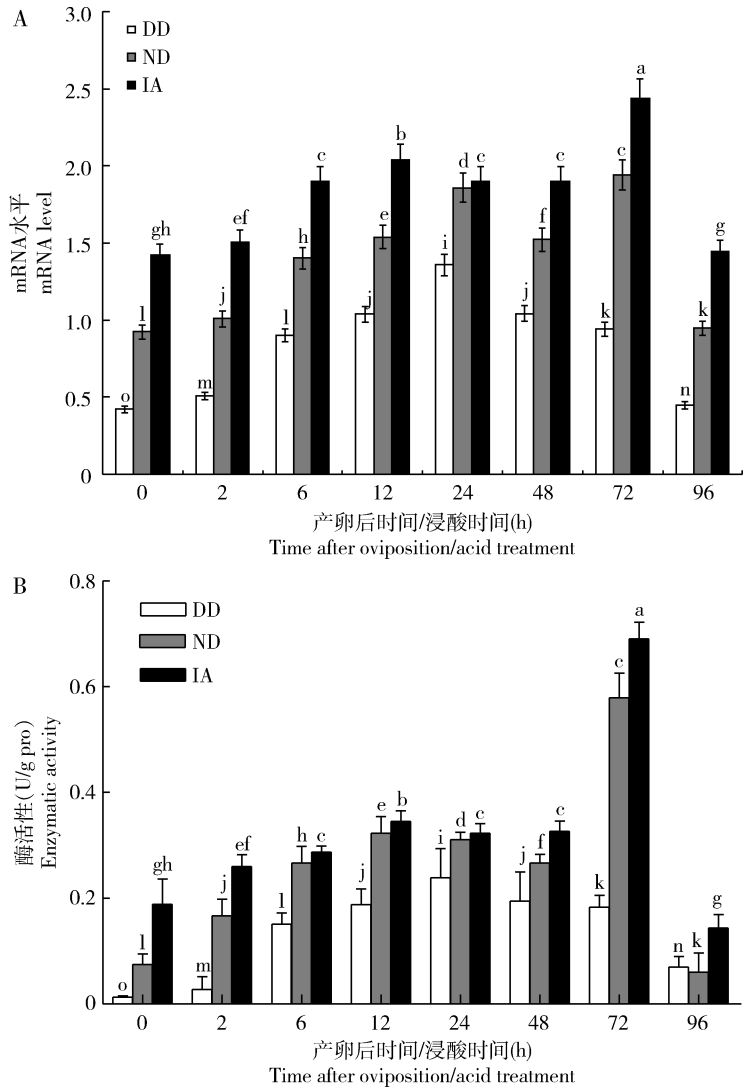 A
3.0
2.5
2.0
1.5
1.0
0.5
0
mRNA水平
mRNA level
DD
ND
IA
o l gh
m j ef
l h c
j e b
i d c
j f c
k c a
n k g
0 2 6 12 24 48 72 96
产卵后时间/浸酸时间(h)
Time after oviposition/acid treatment
B
0.8
0.6
0.4
0.2
0
酶活性(U/g pro)
Enzymatic activity
DD
ND
IA
o l gh
m j ef
l h c
j e b
i d c
j f c
k c a
n k g
0 2 6 12 24 48 72 96
产卵后时间/浸酸时间(h)
Time after oviposition/acid treatment